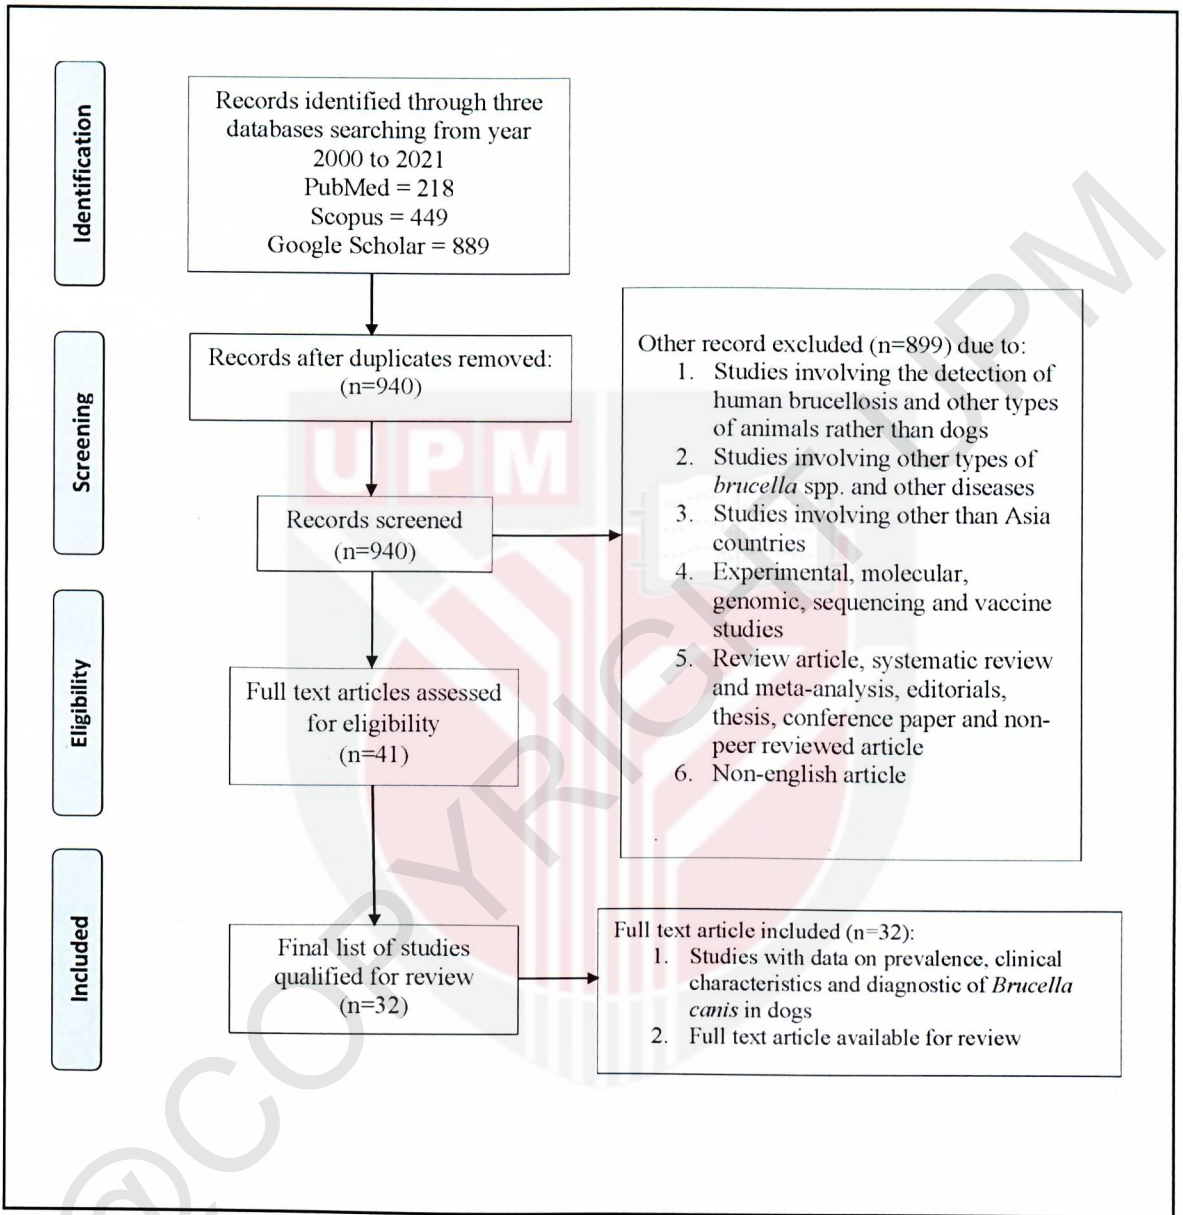 Identification
Records identified through three
databases searching from year
2000 to 2021
PubMed = 218
Scopus = 449
Google Scholar = 889
Screening
Records after duplicates removed:
(n=940)
Records screened
(n=940)
Other record excluded (n=899) due to:
1. Studies involving the detection of
human brucellosis and other types
of animals rather than dogs
2. Studies involving other types of
brucella spp. and other diseases
3. Studies involving other than Asia
countries
4. Experimental, molecular,
genomic, sequencing and vaccine
studies
5. Review article, systematic review
and meta-analysis, editorials,
thesis, conference paper and non-
peer reviewed article
6. Non-english article
Eligibility
Full text articles assessed
for eligibility
(n=41)
Included
Final list of studies
qualified for review
(n=32)
Full text article included (n=32):
1. Studies with data on prevalence, clinical
characteristics and diagnostic of Brucella
canis in dogs
2. Full text article available for review
UPM
@COPYRIGHT UPM